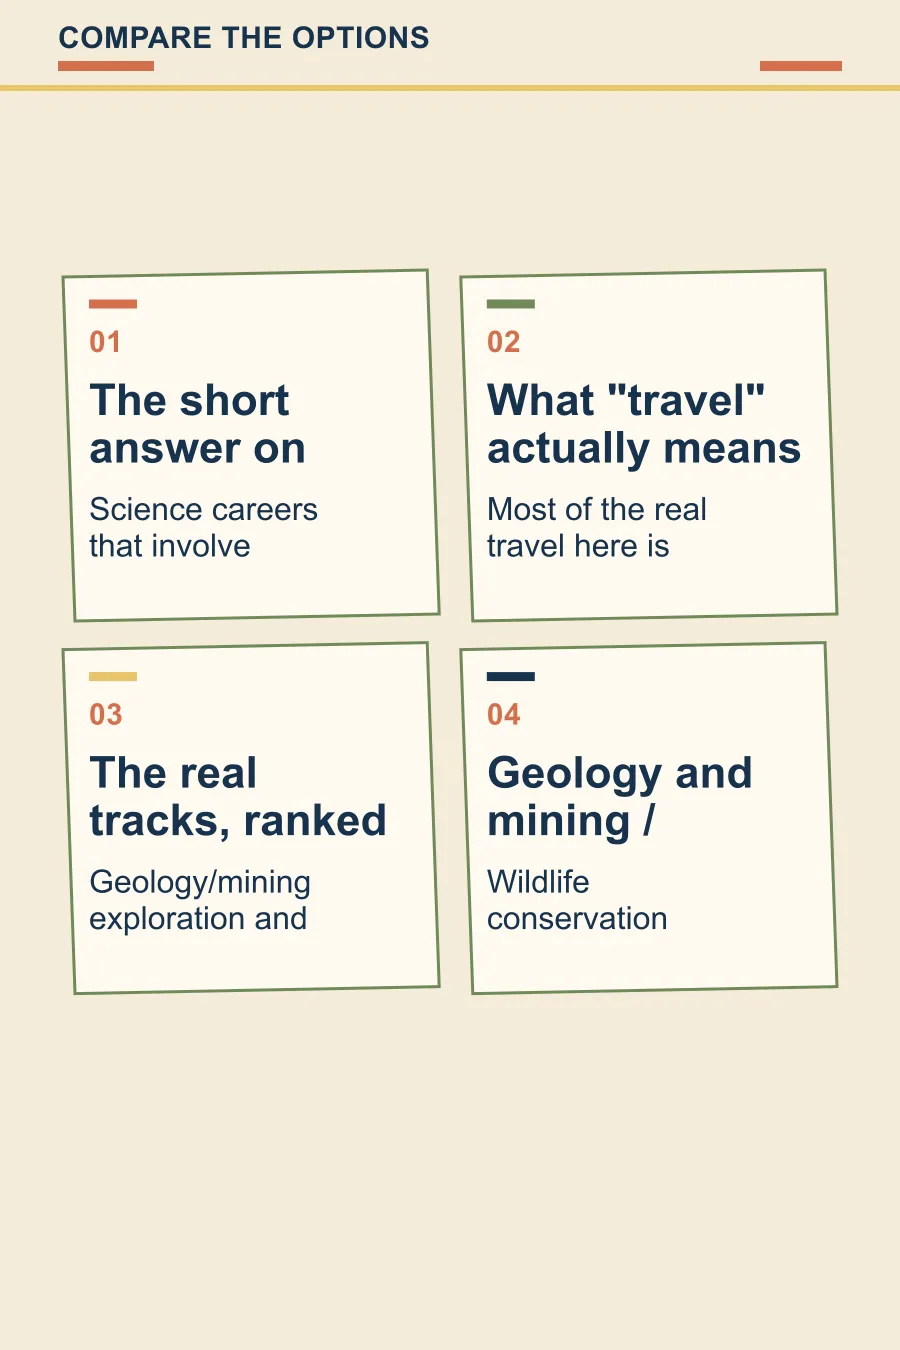 COMPARE THE OPTIONS
01
The short
answer on
Science careers
that involve
02
What "travel"
actually means
Most of the real
travel here is
03
The real
tracks, ranked
Geology/mining
exploration and
04
Geology and
mining /
Wildlife
conservation